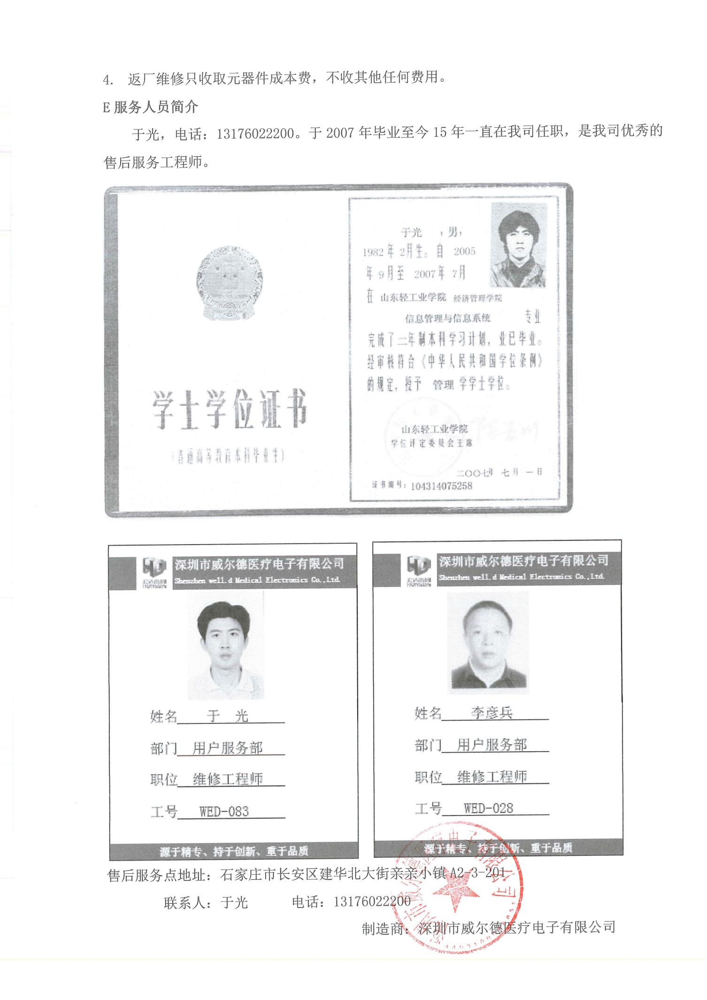 4. 返厂维修只收取元器件成本费，不收其他任何费用。
E 服务人员简介
于光，电话：13176022200。于 2007 年毕业至今 15 年一直在我司任职，是我司优秀的
售后服务工程师。
于光 ，男，
1982 年 2月生。自 2005
年 9 月至 2007年 7月
在 山东轻工业学院 经济管理学院
信息管理与信息系统 专业
完成了二年制本科学习计划，业已毕业。
经审核符合《中华人民共和国学位条例》
的规定，授予 管理 学学士学位。
学士学位证书
（普通高等教育本科毕业生）
山东轻工业学院
学位评定委员会主席
二〇〇七年 七月 一日
证书编号：104314075258
深圳市威尔德医疗电子有限公司
Shenzhen well.d Medical Electronics Co.,Ltd.
姓名 于 光
部门 用户服务部
职位 维修工程师
工号 WED-083
源于精专、持于创新、重于品质
深圳市威尔德医疗电子有限公司
Shenzhen well.d Medical Electronics Co.,Ltd.
姓名 李彦兵
部门 用户服务部
职位 维修工程师
工号 WED-028
源于精专、持于创新、重于品质
售后服务点地址：石家庄市长安区建华北大街亲亲小镇 A2-3-201
联系人：于光 电话：13176022200
制造商：深圳市威尔德医疗电子有限公司
深圳市威尔德医疗电子有限公司